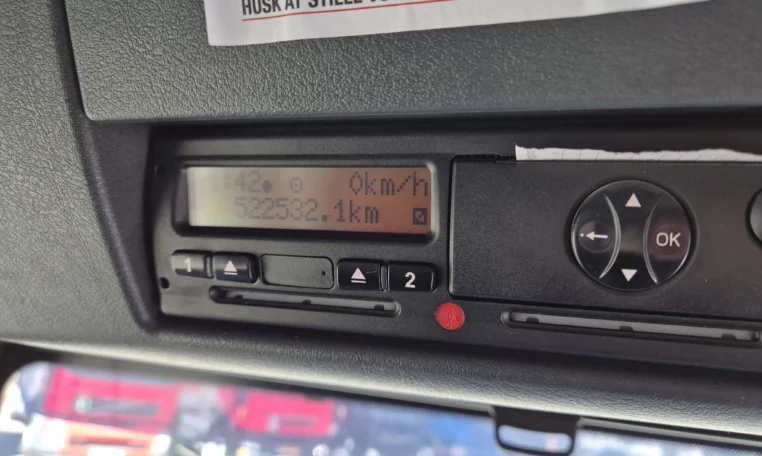 HUSK AT STILLE
:42 0km/h
522532.1km
1
2
OK